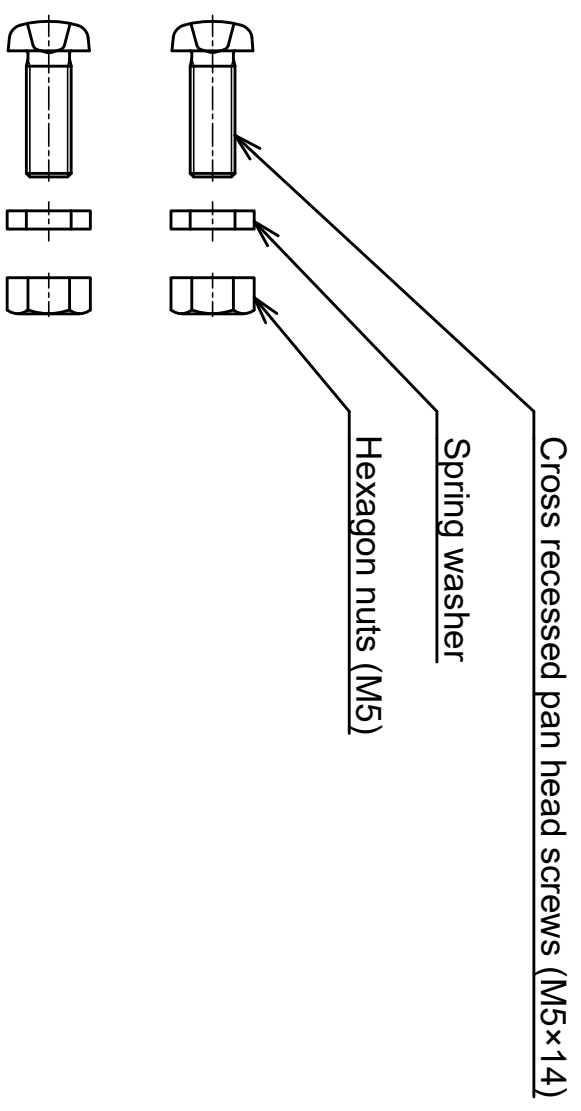 Cross recessed pan head screws (M5×14)
Spring washer
Hexagon nuts (M5)